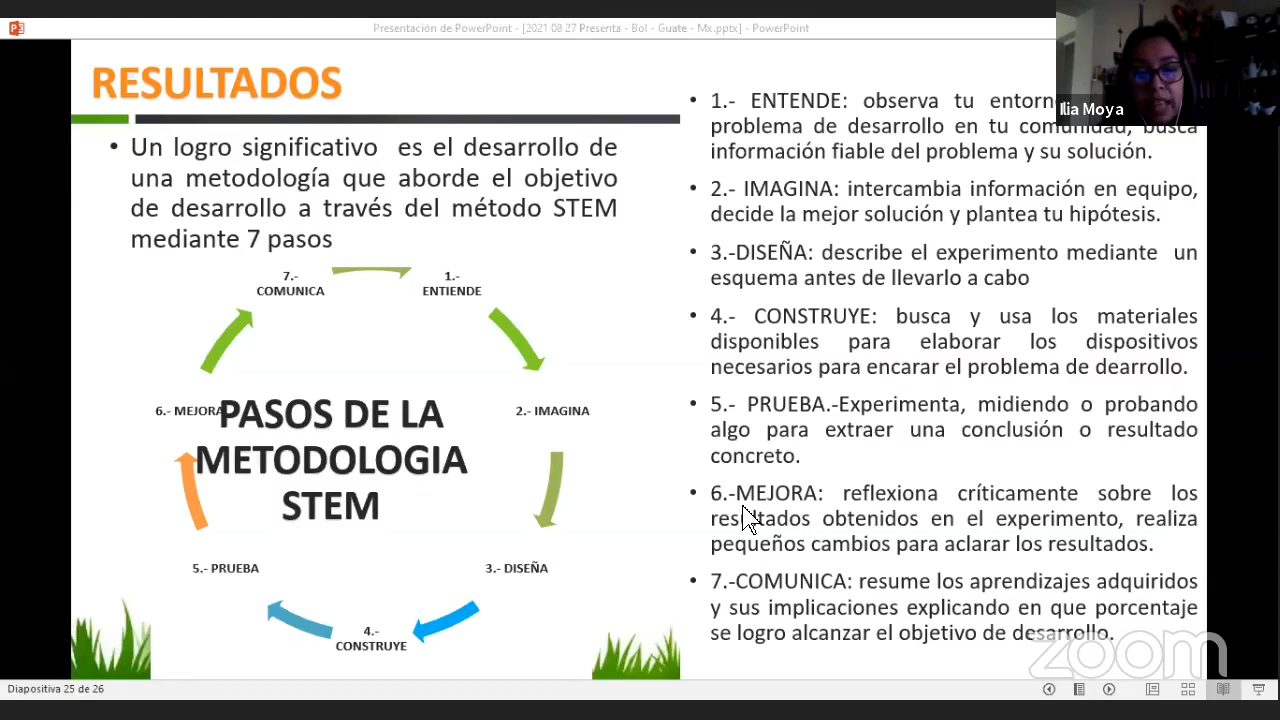 Presentación de PowerPoint - [2021 08 27 Presenta - Bol - Guate - Mx.pptx] - PowerPoint
Ilia Moya
RESULTADOS
• Un logro significativo es el desarrollo de
una metodología que aborde el objetivo
de desarrollo a través del método STEM
mediante 7 pasos
7.-
COMUNICA
1.-
ENTIENDE
6.- MEJORA
2.- IMAGINA
PASOS DE LA
METODOLOGIA
STEM
5.- PRUEBA
3.- DISEÑA
4.-
CONSTRUYE
• 1.- ENTENDE: observa tu
problema de desarrollo en tu comunidad, busca
información fiable del problema y su solución.
• 2.- IMAGINA: intercambia información en equipo,
decide la mejor solución y plantea tu hipótesis.
• 3.-DISEÑA: describe el experimento mediante un
esquema antes de llevarlo a cabo
• 4.- CONSTRUYE: busca y usa los materiales
disponibles para elaborar los dispositivos
necesarios para encarar el problema de dearrollo.
• 5.- PRUEBA.-Experimenta, midiendo o probando
algo para extraer una conclusión o resultado
concreto.
• 6.-MEJORA: reflexiona críticamente sobre los
resultados obtenidos en el experimento, realiza
pequeños cambios para aclarar los resultados.
• 7.-COMUNICA: resume los aprendizajes adquiridos
y sus implicaciones explicando en que porcentaje
se logro alcanzar el objetivo de desarrollo.
zoom
Diapositiva 25 de 26